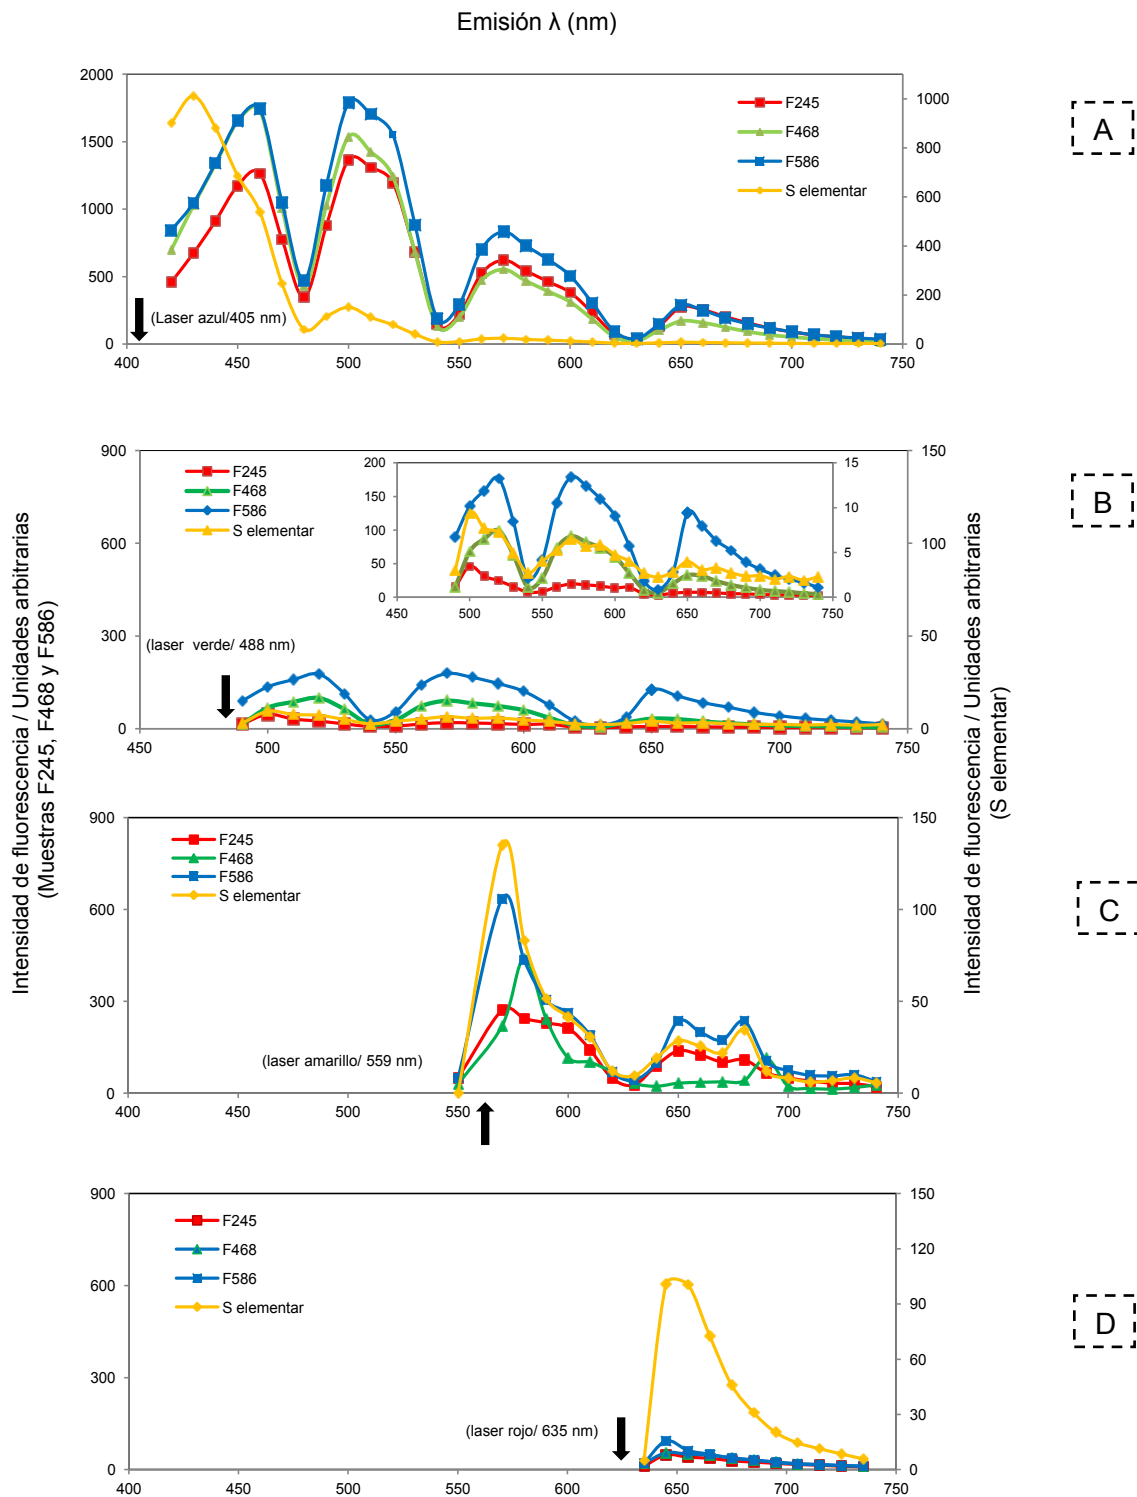 Emisión λ (nm)
2000
1500
1000
500
0
1000
800
600
400
200
0
F245
F468
F586
S elementar
(Laser azul/405 nm)
400 450 500 550 600 650 700 750
A
900
600
300
0
150
100
50
0
F245
F468
F586
S elementar
200
150
100
50
0
15
10
5
0
450 500 550 600 650 700 750
(laser verde/ 488 nm)
450 500 550 600 650 700 750
B
Intensidad de fluorescencia / Unidades arbitrarias
(Muestras F245, F468 y F586)
Intensidad de fluorescencia / Unidades arbitrarias
(S elementar)
900
600
300
0
150
100
50
0
F245
F468
F586
S elementar
(laser amarillo/ 559 nm)
400 450 500 550 600 650 700 750
C
900
600
300
0
150
120
90
60
30
0
F245
F468
F586
S elementar
(laser rojo/ 635 nm)
400 450 500 550 600 650 700 750
D